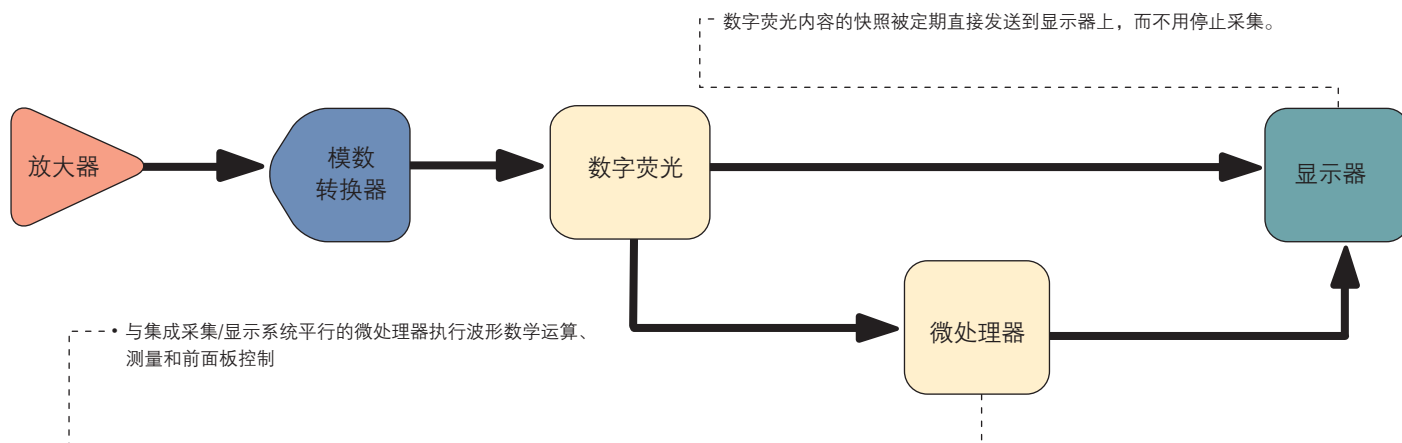 数字荧光内容的快照被定期直接发送到显示器上，而不用停止采集。
放大器
模数
转换器
数字荧光
显示器
微处理器
• 与集成采集/显示系统平行的微处理器执行波形数学运算、
测量和前面板控制